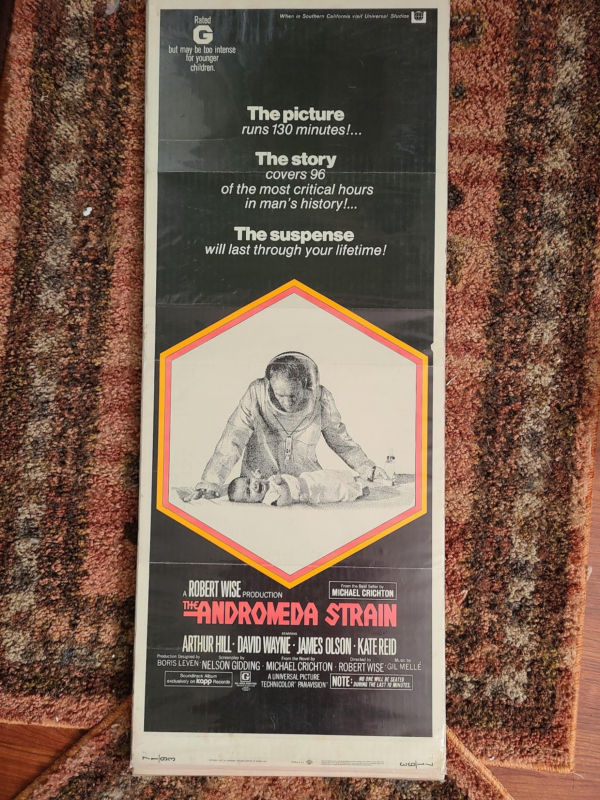 Rated
G
but may be too intense
for younger
children.
When in Southern California visit Universal Studios
The picture
runs 130 minutes!...
The story
covers 96
of the most critical hours
in man's history!...
The suspense
will last through your lifetime!
A ROBERT WISE PRODUCTION
From the Best Seller by
MICHAEL CRICHTON
THE ANDROMEDA STRAIN
STARRING
ARTHUR HILL · DAVID WAYNE · JAMES OLSON · KATE REID
Production Designed by Screenplay by From the Novel by Directed by Music by
BORIS LEVEN · NELSON GIDDING · MICHAEL CRICHTON · ROBERT WISE · GIL MELLÉ
Soundtrack Album
exclusively on kapp Records
G
A UNIVERSAL PICTURE
TECHNICOLOR® PANAVISION®
NOTE: NO ONE WILL BE SEATED
DURING THE LAST 10 MINUTES.
71/83